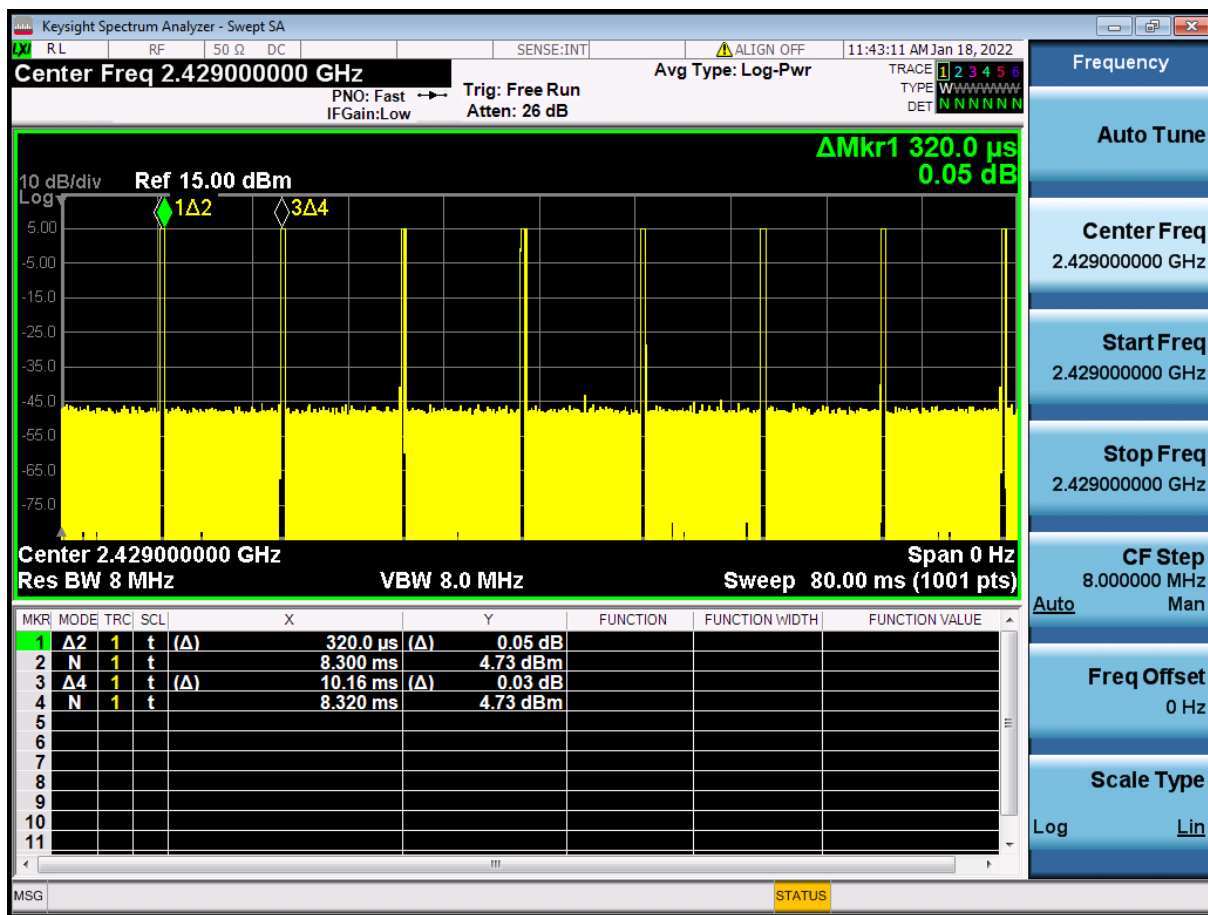 Keysight Spectrum Analyzer - Swept SA
LXI RL RF 50 Ω DC SENSE:INT ALIGN OFF 11:43:11 AM Jan 18, 2022
Center Freq 2.429000000 GHz
PNO: Fast
IFGain:Low
Trig: Free Run
Atten: 26 dB
Avg Type: Log-Pwr
TRACE 1 2 3 4 5 6
TYPE WWWWWW
DET N N N N N N
ΔMkr1 320.0 µs
0.05 dB
10 dB/div Ref 15.00 dBm
Log
1Δ2 3Δ4
5.00
-5.00
-15.0
-25.0
-35.0
-45.0
-55.0
-65.0
-75.0
Center 2.429000000 GHz Span 0 Hz
Res BW 8 MHz VBW 8.0 MHz Sweep 80.00 ms (1001 pts)
MKR MODE TRC SCL X Y FUNCTION FUNCTION WIDTH FUNCTION VALUE
1 Δ2 1 t (Δ) 320.0 µs (Δ) 0.05 dB
2 N 1 t 8.300 ms 4.73 dBm
3 Δ4 1 t (Δ) 10.16 ms (Δ) 0.03 dB
4 N 1 t 8.320 ms 4.73 dBm
5
6
7
8
9
10
11
MSG STATUS
Frequency
Auto Tune
Center Freq
2.429000000 GHz
Start Freq
2.429000000 GHz
Stop Freq
2.429000000 GHz
CF Step
8.000000 MHz
Auto Man
Freq Offset
0 Hz
Scale Type
Log Lin